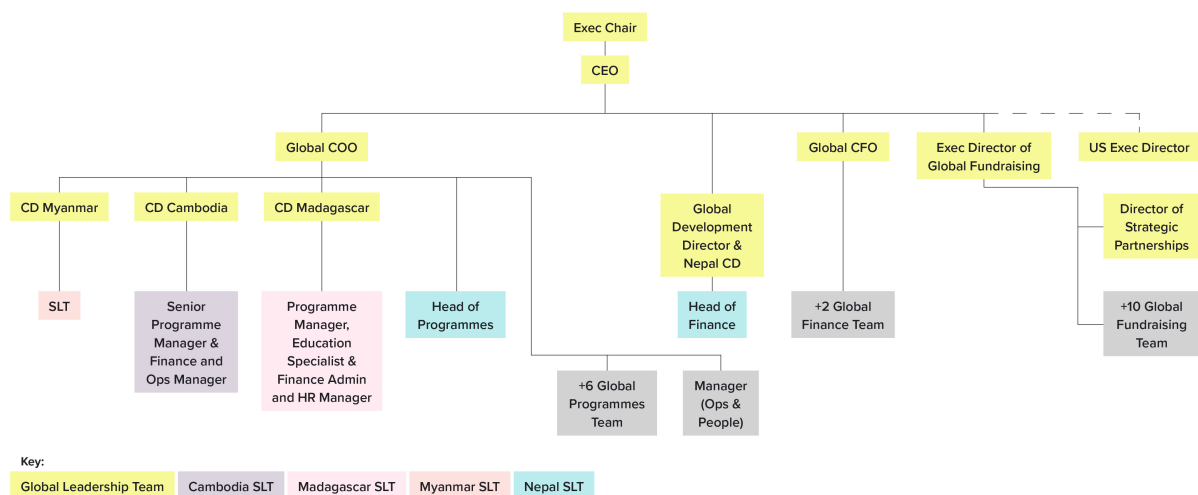 Exec Chair
CEO
Global COO
Global CFO
Exec Director of
Global Fundraising
US Exec Director
CD Myanmar
CD Cambodia
CD Madagascar
Global
Development
Director &
Nepal CD
Director of
Strategic
Partnerships
SLT
Senior
Programme
Manager &
Finance and
Ops Manager
Programme
Manager,
Education
Specialist &
Finance Admin
and HR Manager
Head of
Programmes
Head of
Finance
+2 Global
Finance Team
+10 Global
Fundraising
Team
+6 Global
Programmes
Team
Manager
(Ops &
People)
Key:
Global Leadership Team
Cambodia SLT
Madagascar SLT
Myanmar SLT
Nepal SLT